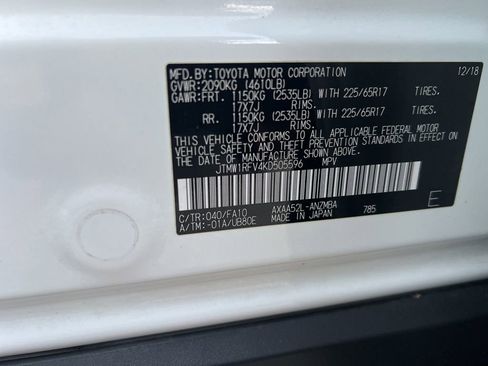 MFD.BY:TOYOTA MOTOR CORPORATION 12/18
GVWR:2090KG (4610LB)
GAWR:FRT. 1150KG (2535LB) WITH 225/65R17 TIRES.
17X7J RIMS.
RR. 1150KG (2535LB) WITH 225/65R17 TIRES.
17X7J RIMS.
THIS VEHICLE CONFORMS TO ALL APPLICABLE FEDERAL MOTOR
VEHICLE SAFETY AND THEFT PREVENTION STANDARDS IN EFFECT
ON THE DATE OF MANUFACTURE SHOWN ABOVE.
JTMW1RFV4KD505596 MPV
C/TR:040/FA10 AXAA52L-ANZMBA 785 E
A/TM:-01A/UB80E MADE IN JAPAN